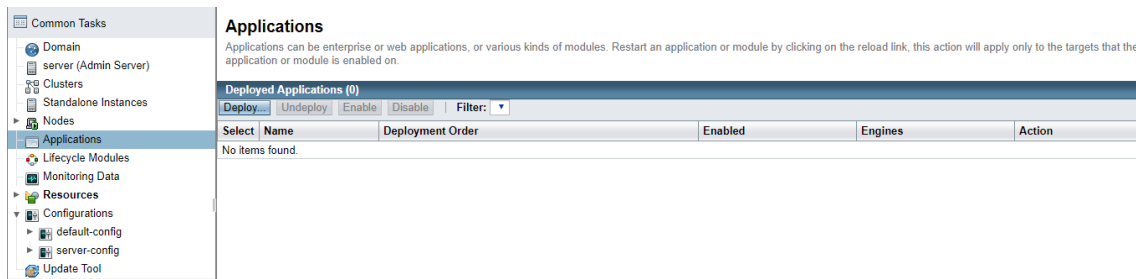 Common Tasks
Domain
server (Admin Server)
Clusters
Standalone Instances
Nodes
Applications
Lifecycle Modules
Monitoring Data
Resources
Configurations
default-config
server-config
Update Tool
Applications
Applications can be enterprise or web applications, or various kinds of modules. Restart an application or module by clicking on the reload link, this action will apply only to the targets that the
application or module is enabled on.
Deployed Applications (0)
Deploy... Undeploy Enable Disable Filter:
Select Name Deployment Order Enabled Engines Action
No items found.